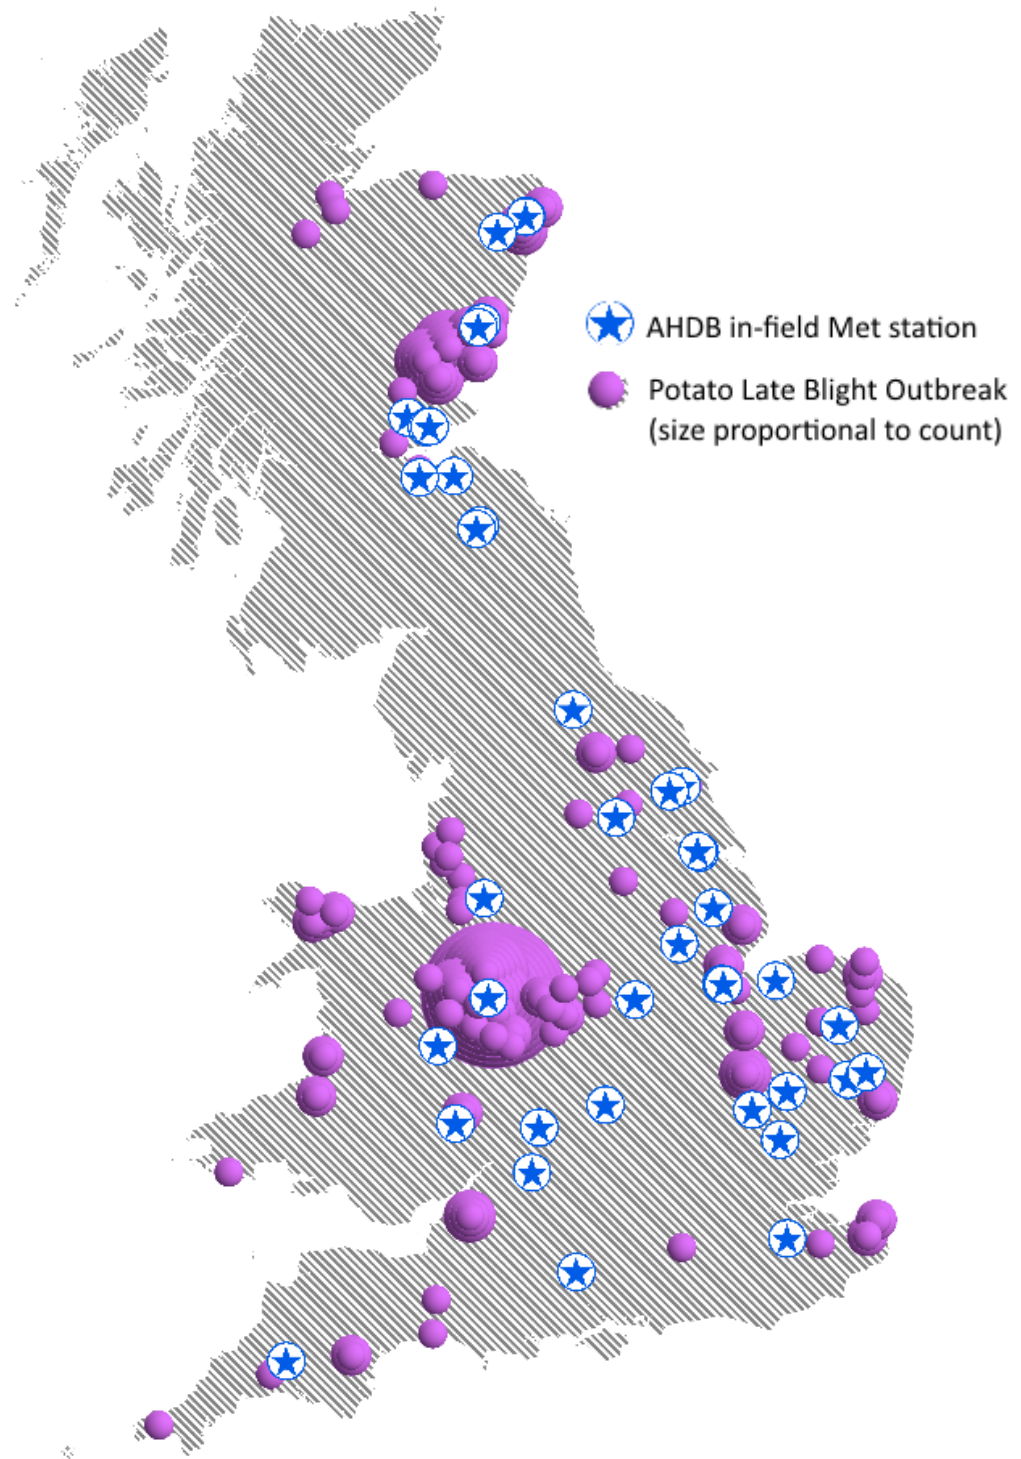 AHDB in-field Met station
Potato Late Blight Outbreak
(size proportional to count)